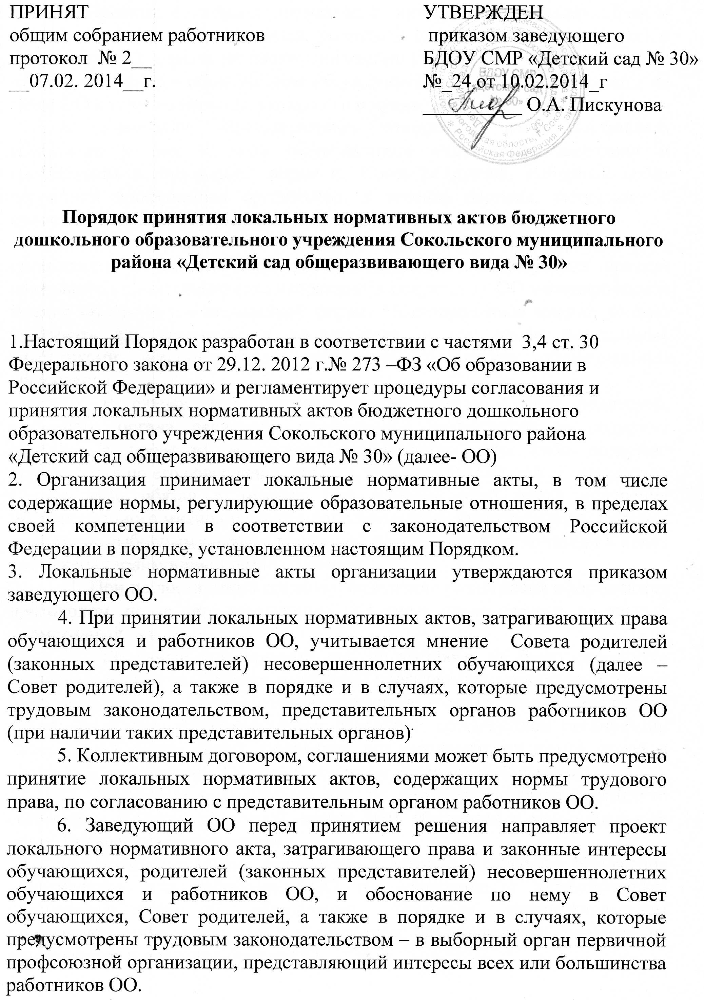 ПРИНЯТ
общим собранием работников
протокол № 2__
__07.02. 2014__г.
УТВЕРЖДЕН
приказом заведующего
БДОУ СМР «Детский сад № 30»
№_24 от 10.02.2014_г
__________ О.А. Пискунова
БДОУ СМР
«Детский сад
№ 30»
Российская Федерация
Порядок принятия локальных нормативных актов бюджетного
дошкольного образовательного учреждения Сокольского муниципального
района «Детский сад общеразвивающего вида № 30»
1.Настоящий Порядок разработан в соответствии с частями 3,4 ст. 30
Федерального закона от 29.12. 2012 г.№ 273 –ФЗ «Об образовании в
Российской Федерации» и регламентирует процедуры согласования и
принятия локальных нормативных актов бюджетного дошкольного
образовательного учреждения Сокольского муниципального района
«Детский сад общеразвивающего вида № 30» (далее- ОО)
2. Организация принимает локальные нормативные акты, в том числе
содержащие нормы, регулирующие образовательные отношения, в пределах
своей компетенции в соответствии с законодательством Российской
Федерации в порядке, установленном настоящим Порядком.
3. Локальные нормативные акты организации утверждаются приказом
заведующего ОО.
4. При принятии локальных нормативных актов, затрагивающих права
обучающихся и работников ОО, учитывается мнение Совета родителей
(законных представителей) несовершеннолетних обучающихся (далее –
Совет родителей), а также в порядке и в случаях, которые предусмотрены
трудовым законодательством, представительных органов работников ОО
(при наличии таких представительных органов).
5. Коллективным договором, соглашениями может быть предусмотрено
принятие локальных нормативных актов, содержащих нормы трудового
права, по согласованию с представительным органом работников ОО.
6. Заведующий ОО перед принятием решения направляет проект
локального нормативного акта, затрагивающего права и законные интересы
обучающихся, родителей (законных представителей) несовершеннолетних
обучающихся и работников ОО, и обоснование по нему в Совет
обучающихся, Совет родителей, а также в порядке и в случаях, которые
предусмотрены трудовым законодательством – в выборный орган первичной
профсоюзной организации, представляющий интересы всех или большинства
работников ОО.